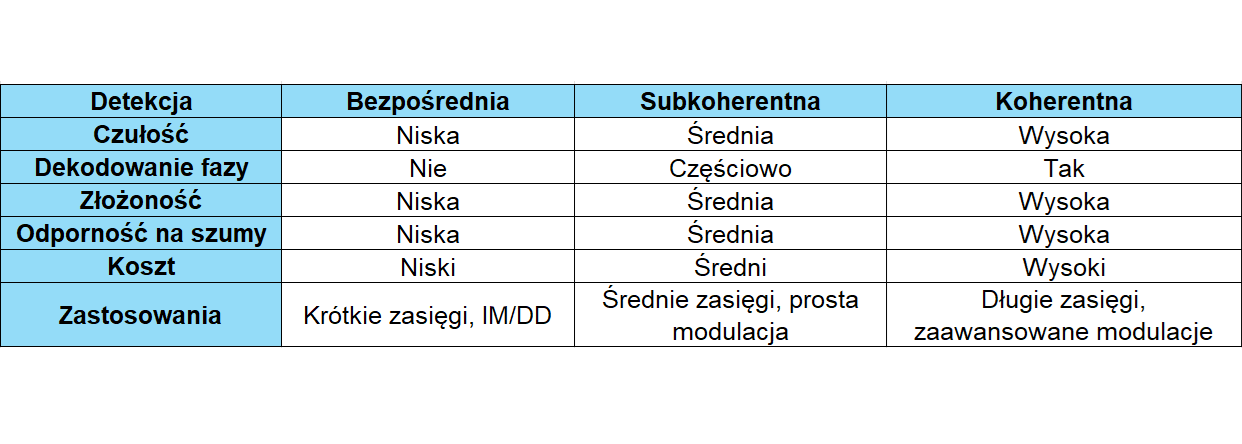 Detekcja Bezpośrednia Subkoherentna Koherentna
Czułość Niska Średnia Wysoka
Dekodowanie fazy Nie Częściowo Tak
Złożoność Niska Średnia Wysoka
Odporność na szumy Niska Średnia Wysoka
Koszt Niski Średni Wysoki
Zastosowania Krótkie zasięgi, IM/DD
Średnie zasięgi, prosta
modulacja
Długie zasięgi,
zaawansowane modulacje